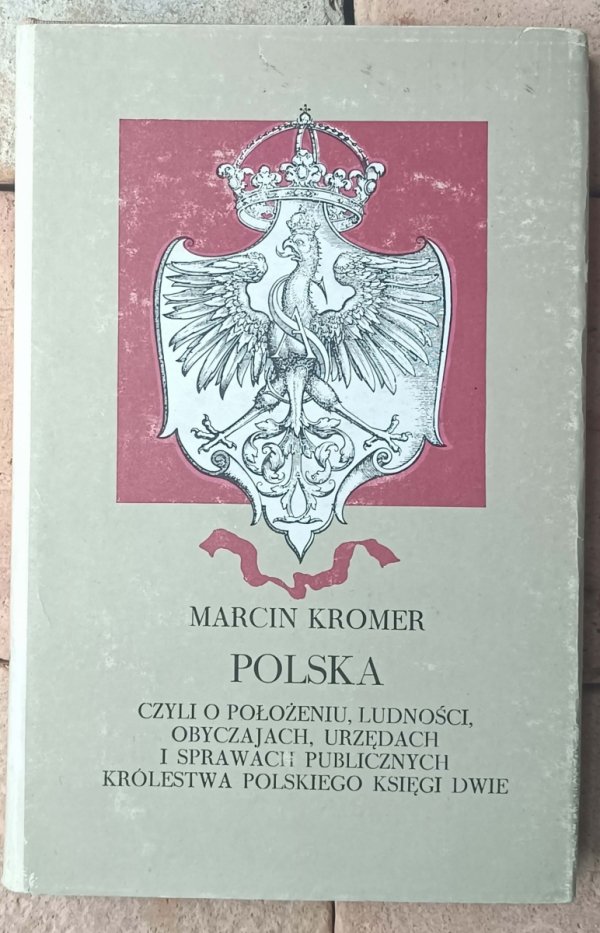 MARCIN KROMER
POLSKA
CZYLI O POŁOŻENIU, LUDNOŚCI,
OBYCZAJACH, URZĘDACH
I SPRAWACH PUBLICZNYCH
KRÓLESTWA POLSKIEGO KSIĘGI DWIE